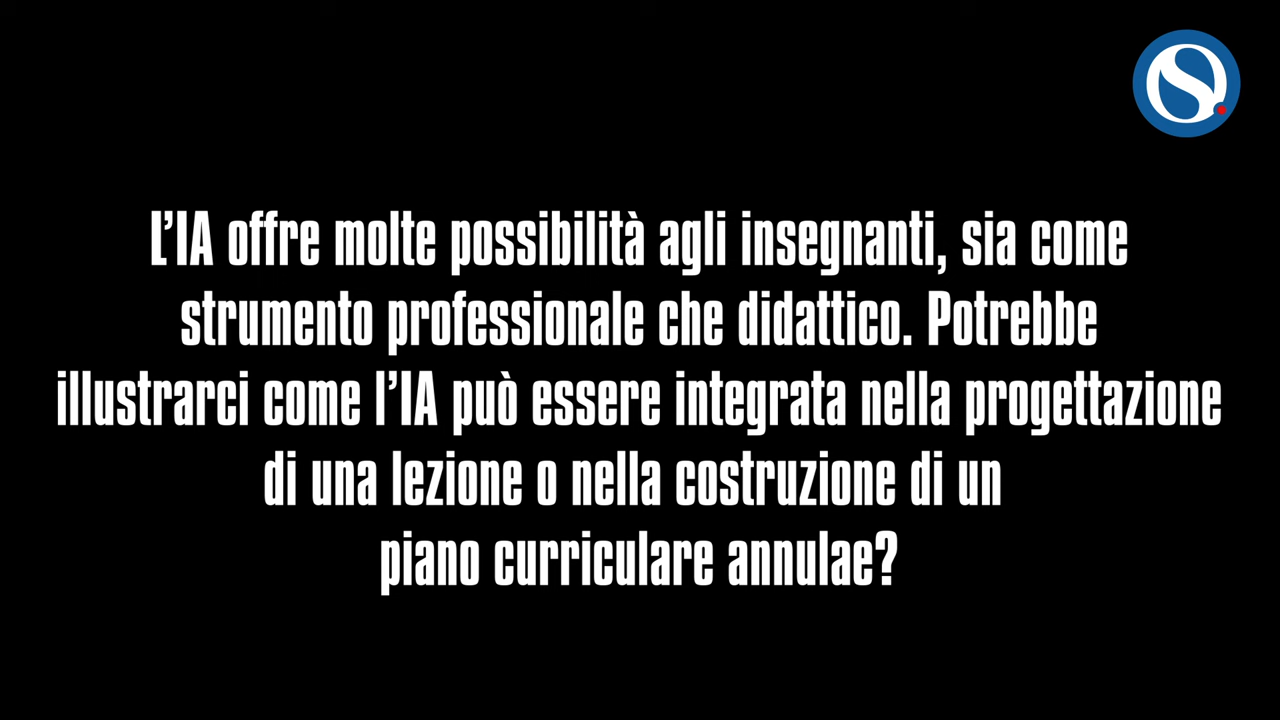 L’IA offre molte possibilità agli insegnanti, sia come
strumento professionale che didattico. Potrebbe
illustrarci come l’IA può essere integrata nella progettazione
di una lezione o nella costruzione di un
piano curriculare annulae?